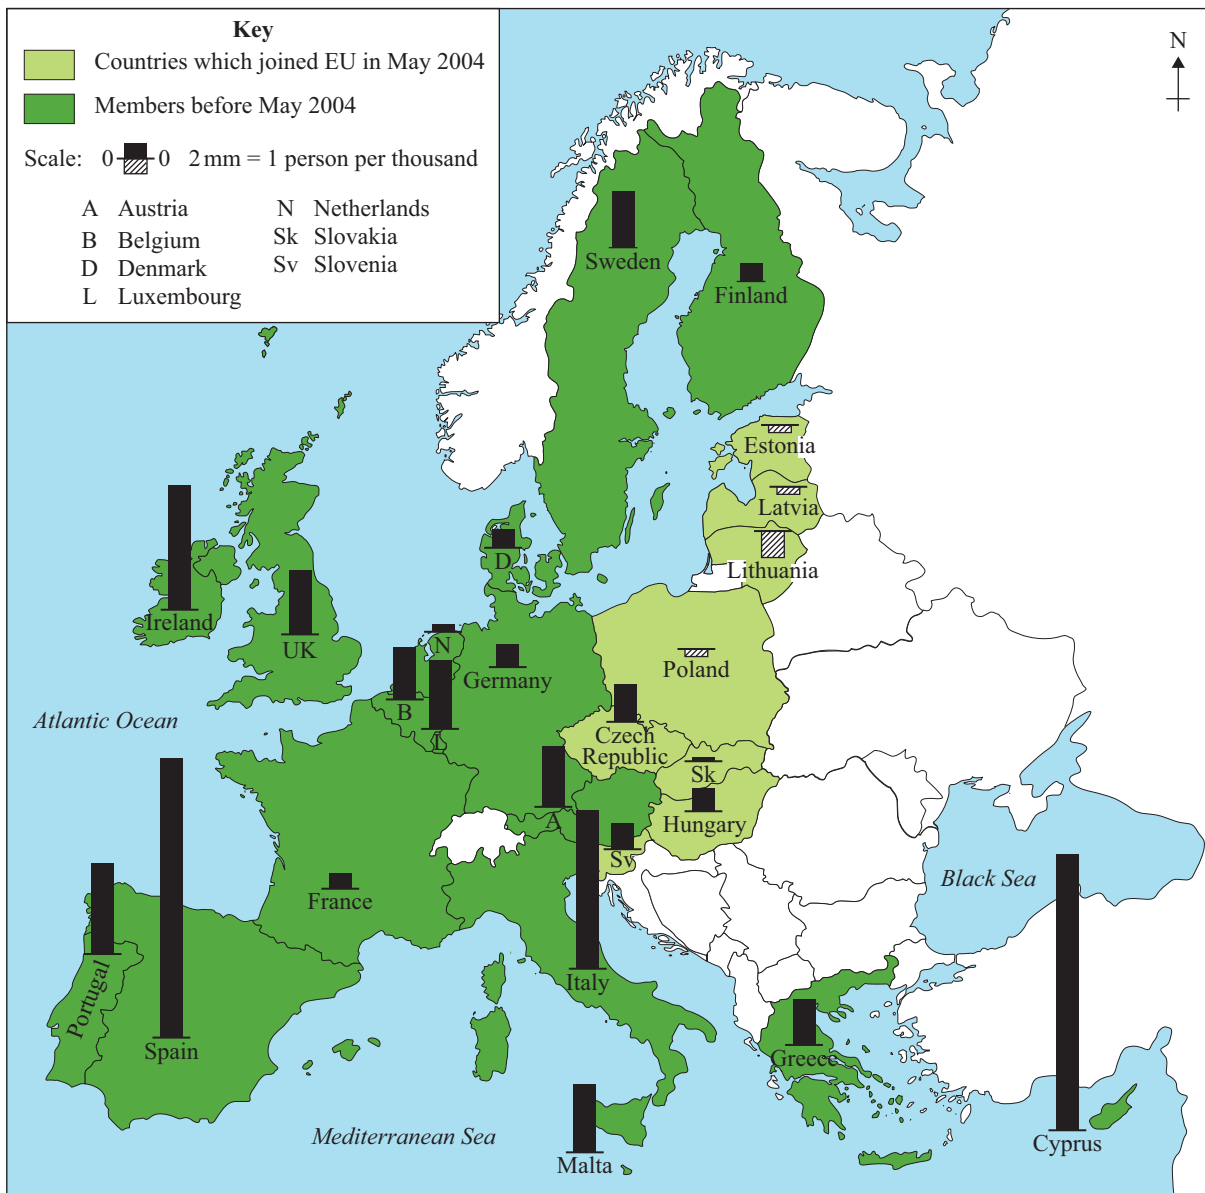 Key
Countries which joined EU in May 2004
Members before May 2004
Scale: 0 0 2 mm = 1 person per thousand
A Austria
B Belgium
D Denmark
L Luxembourg
N Netherlands
Sk Slovakia
Sv Slovenia
N
Sweden
Finland
Estonia
Latvia
Lithuania
D
Ireland
UK
N
Germany
Poland
B
L
Czech
Republic
Atlantic Ocean
Sk
Hungary
A
Sv
France
Black Sea
Portugal
Italy
Spain
Greece
Mediterranean Sea
Malta
Cyprus